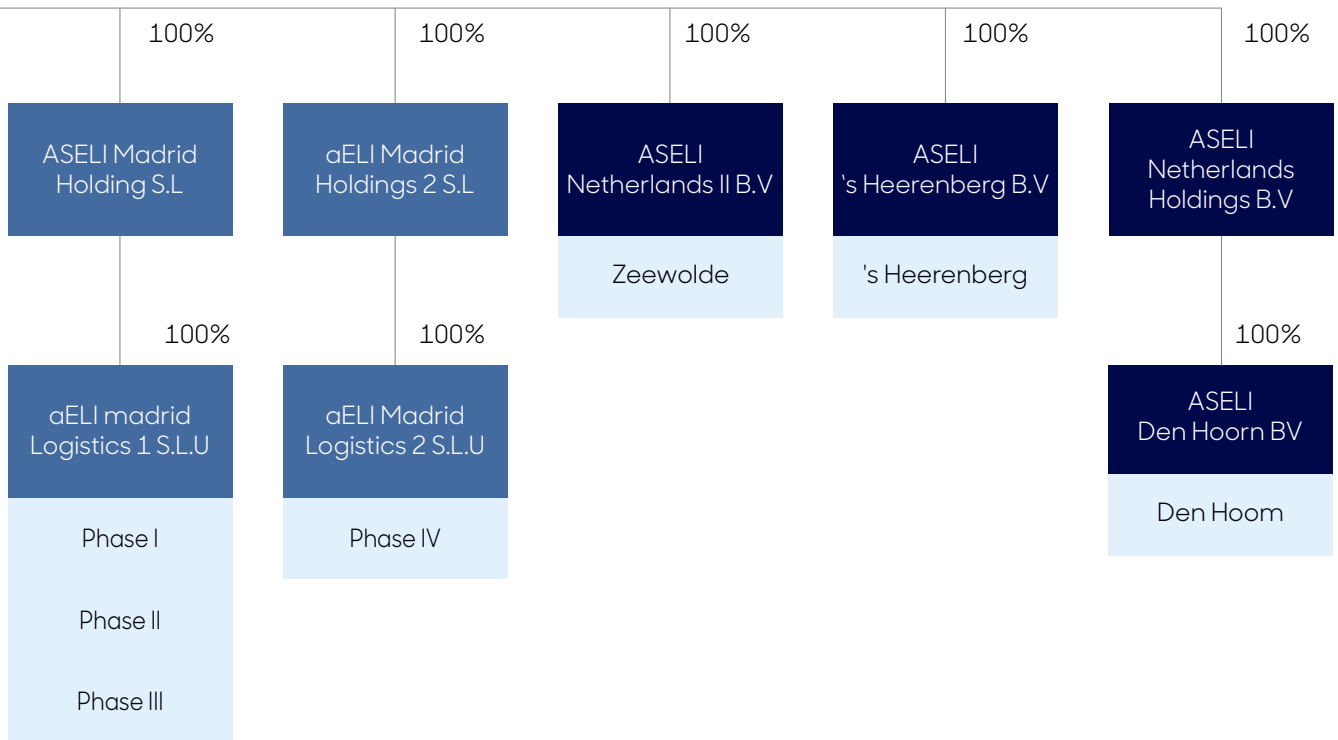 100%
100%
100%
100%
100%
ASELI Madrid
Holding S.L
aELI Madrid
Holdings 2 S.L
ASELI
Netherlands II B.V
ASELI
's Heerenberg B.V
ASELI
Netherlands
Holdings B.V
Zeewolde
's Heerenberg
100%
100%
100%
aELI madrid
Logistics 1 S.L.U
aELI Madrid
Logistics 2 S.L.U
ASELI
Den Hoorn BV
Phase I
Phase II
Phase III
Phase IV
Den Hoom